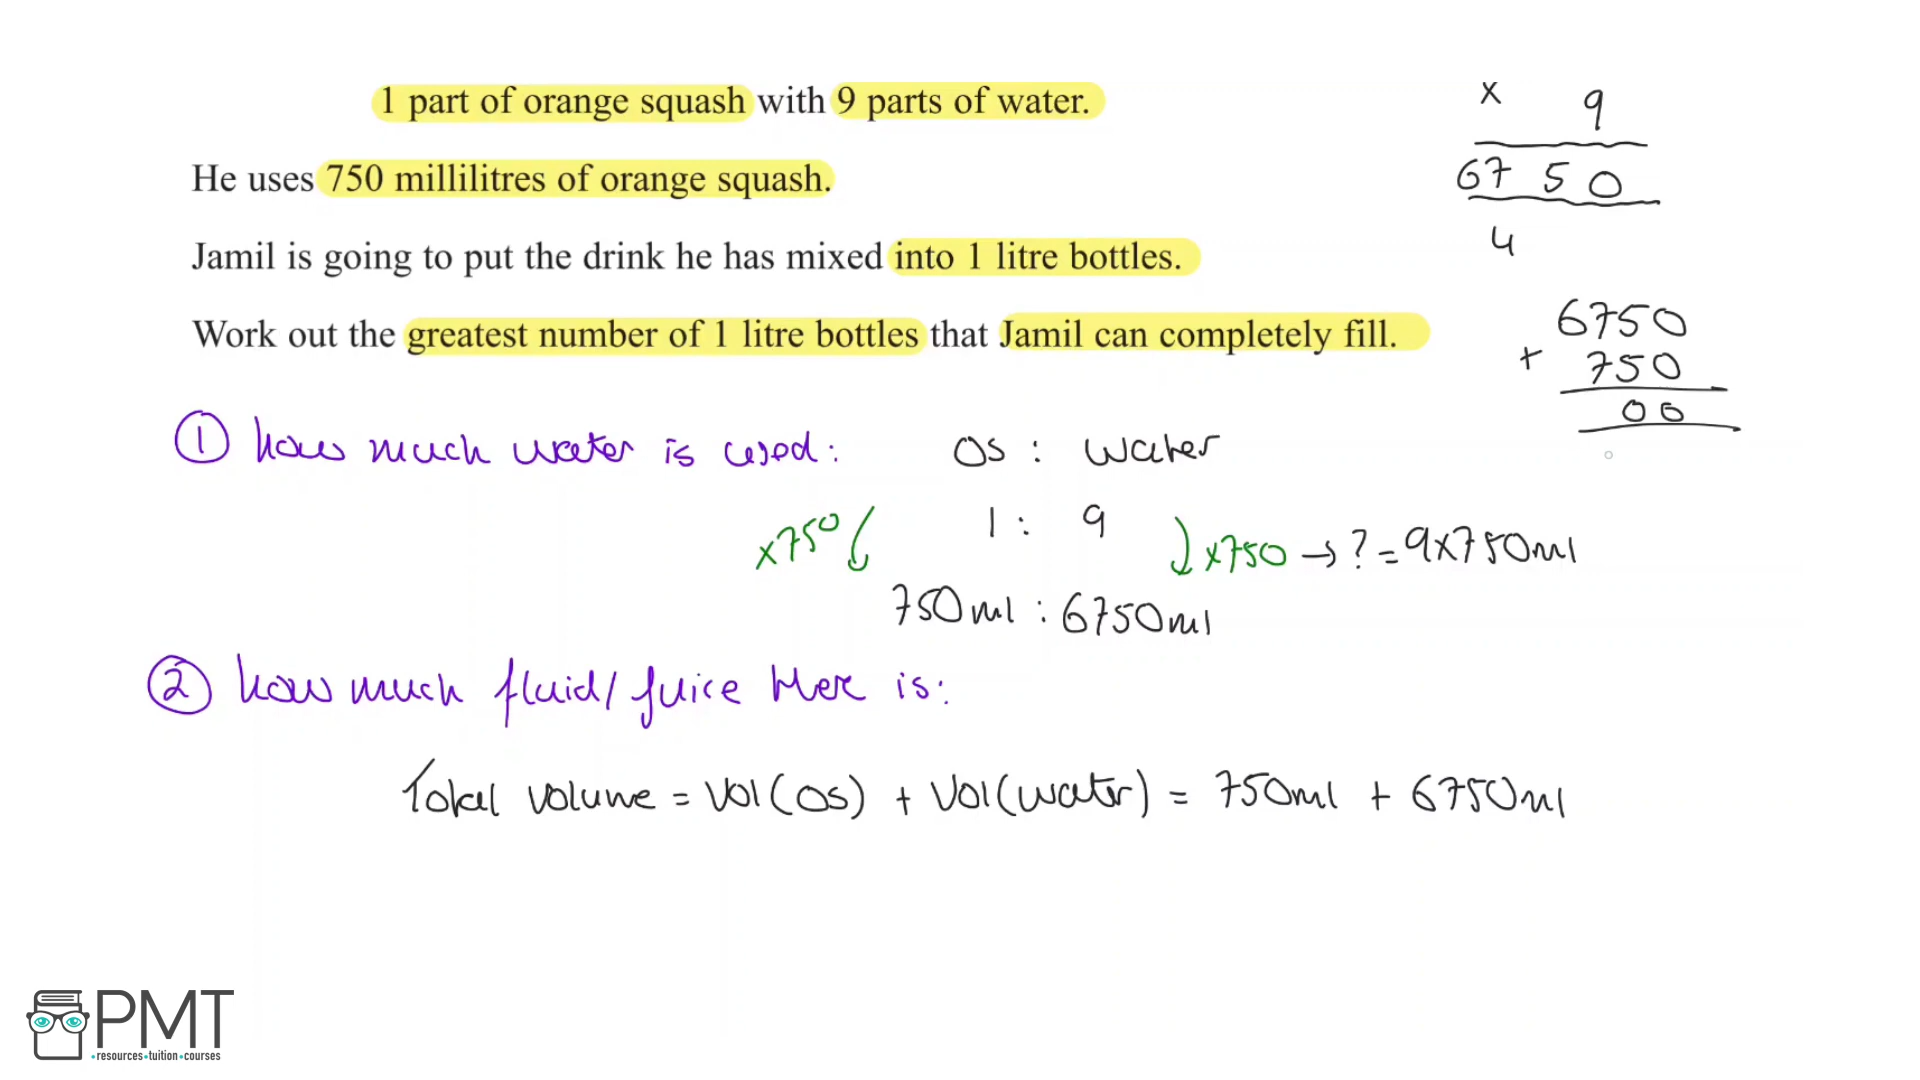 1 part of orange squash with 9 parts of water.
He uses 750 millilitres of orange squash.
Jamil is going to put the drink he has mixed into 1 litre bottles.
Work out the greatest number of 1 litre bottles that Jamil can completely fill.
x 9
6750
4
6750
+ 750
00
① how much water is used:
OS : water
x750
1 : 9
x750 → ? = 9x750ml
750ml : 6750ml
② how much fluid/juice there is:
Total volume = Vol(OS) + Vol(water) = 750ml + 6750ml
PMT
•resources•tuition•courses